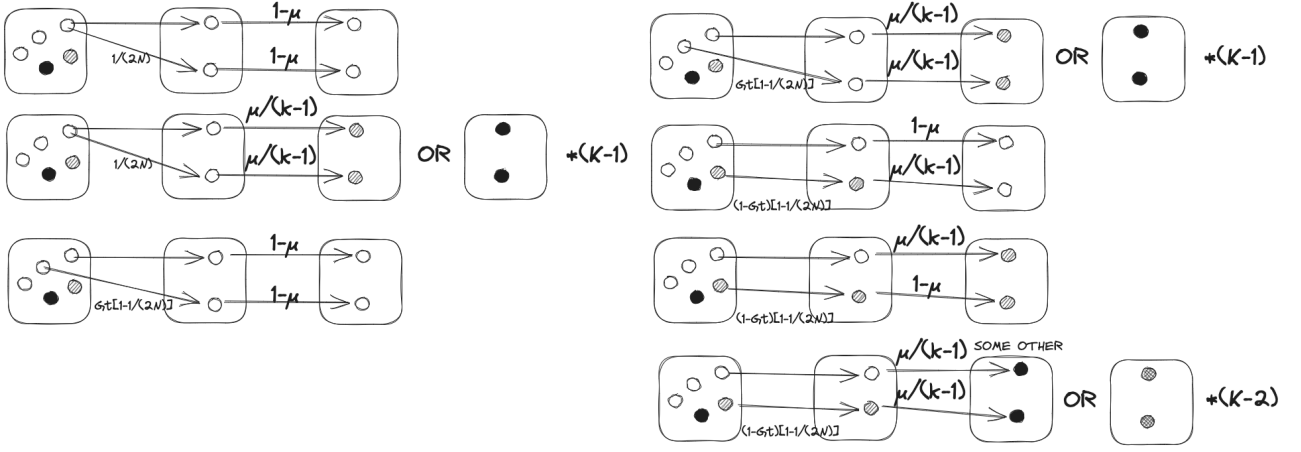 1-μ
1/(2N)
1-μ
μ/(k-1)
1/(2N)
μ/(k-1)
OR
*(K-1)
1-μ
Gt[1-1/(2N)]
1-μ
μ/(k-1)
Gt[1-1/(2N)]
μ/(k-1)
OR
*(K-1)
1-μ
(1-Gt)[1-1/(2N)]
μ/(k-1)
μ/(k-1)
(1-Gt)[1-1/(2N)]
1-μ
μ/(k-1)
SOME OTHER
(1-Gt)[1-1/(2N)]
μ/(k-1)
OR
*(K-2)